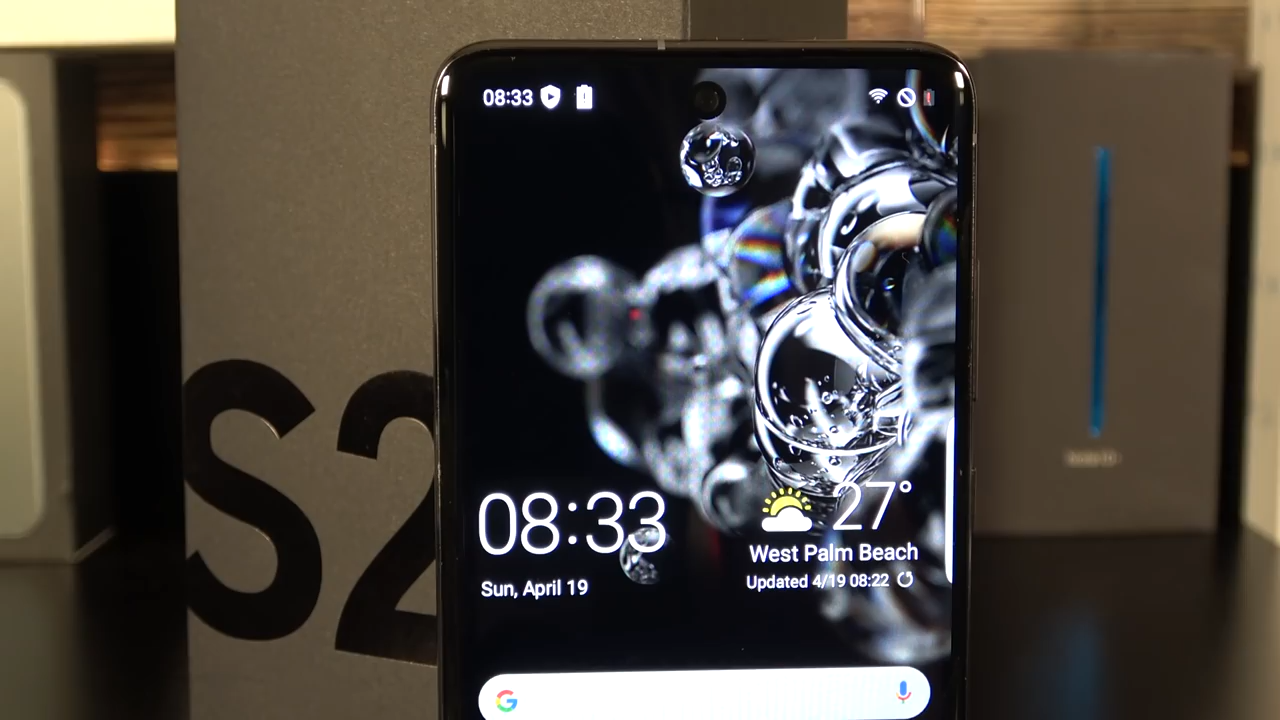 08:33
S2
08:33
27°
West Palm Beach
Sun, April 19
Updated 4/19 08:22
G